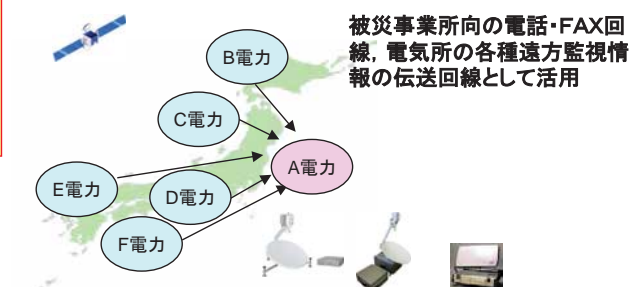 被災事業所向の電話・FAX回
線，電気所の各種遠方監視情
報の伝送回線として活用
B電力
C電力
A電力
E電力
D電力
F電力